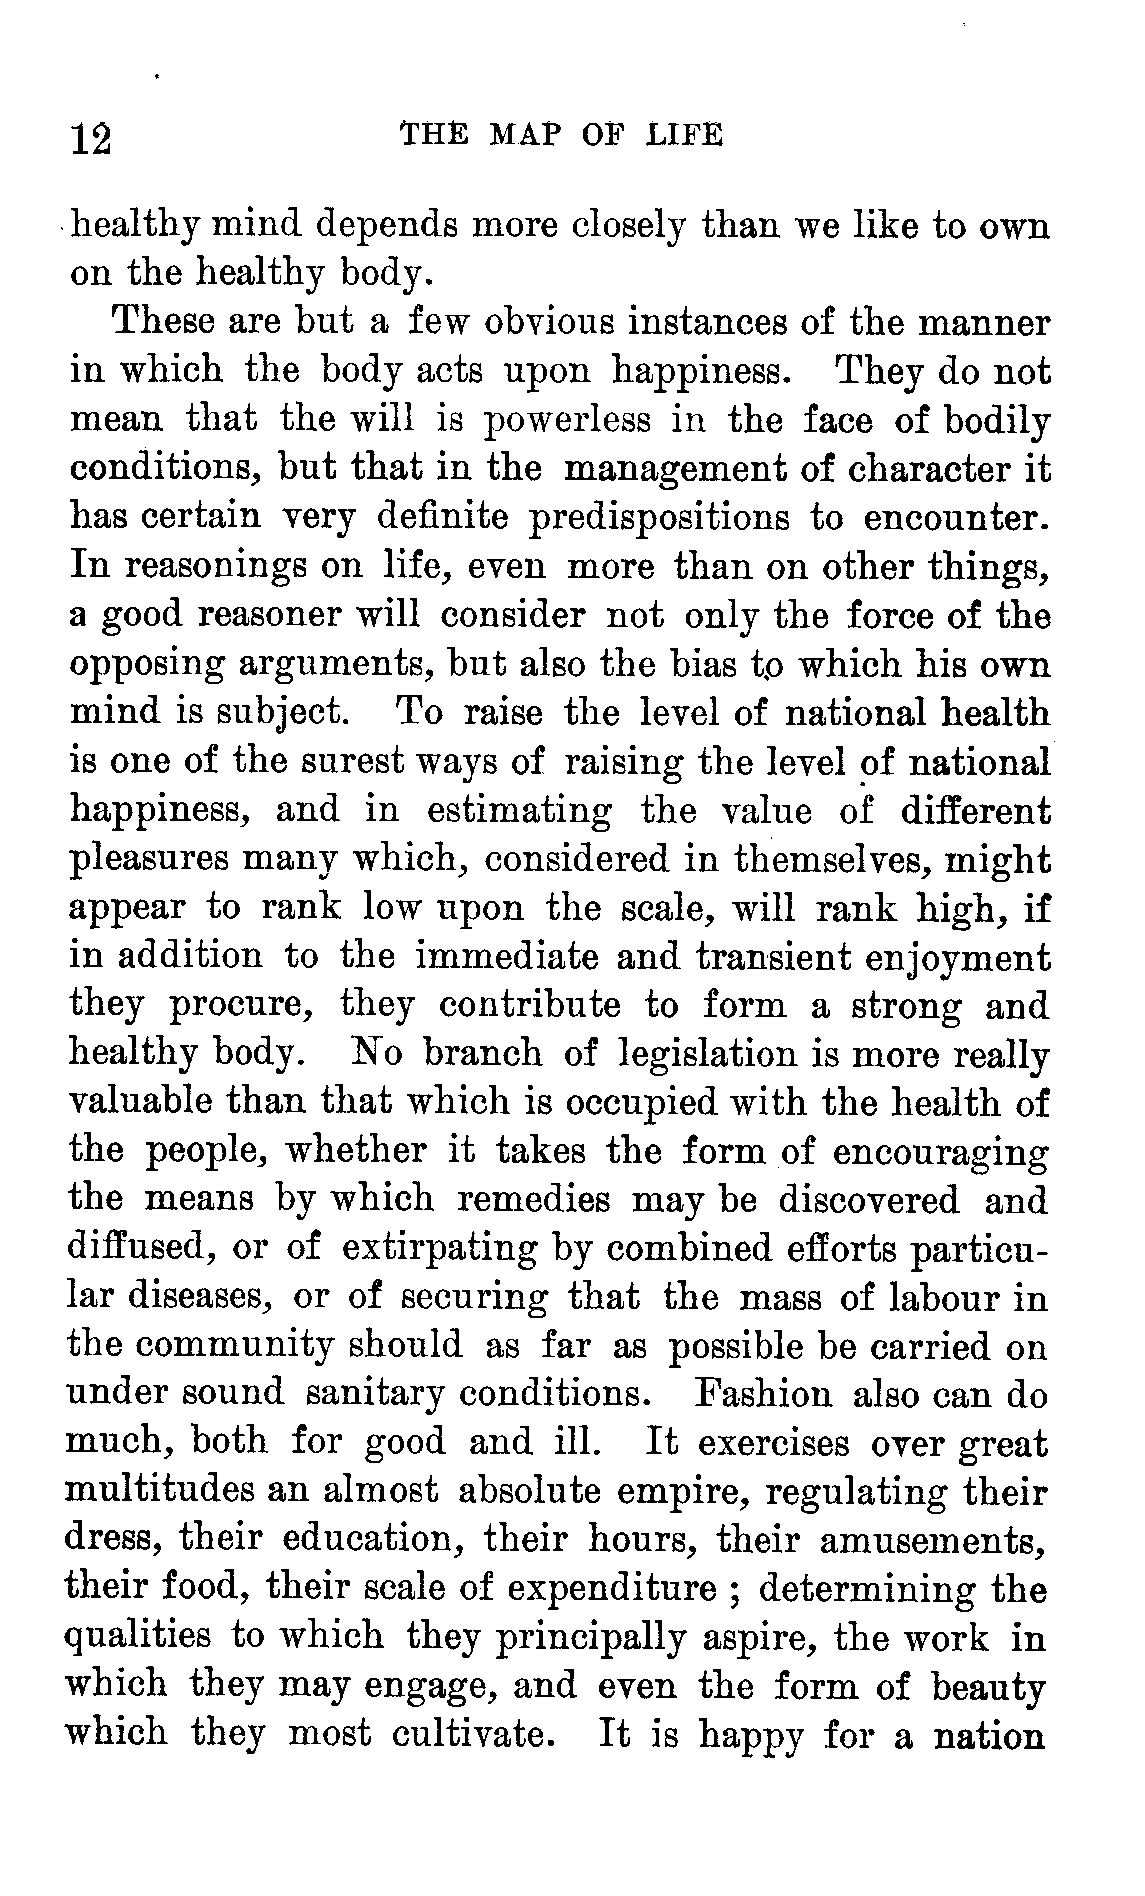 12 THE MAP OF LIFE
healthy mind depends more closely than we like to own
on the healthy body.
These are but a few obvious instances of the manner
in which the body acts upon happiness. They do not
mean that the will is powerless in the face of bodily
conditions, but that in the management of character it
has certain very definite predispositions to encounter.
In reasonings on life, even more than on other things,
a good reasoner will consider not only the force of the
opposing arguments, but also the bias to which his own
mind is subject. To raise the level of national health
is one of the surest ways of raising the level of national
happiness, and in estimating the value of different
pleasures many which, considered in themselves, might
appear to rank low upon the scale, will rank high, if
in addition to the immediate and transient enjoyment
they procure, they contribute to form a strong and
healthy body. No branch of legislation is more really
valuable than that which is occupied with the health of
the people, whether it takes the form of encouraging
the means by which remedies may be discovered and
diffused, or of extirpating by combined efforts particu-
lar diseases, or of securing that the mass of labour in
the community should as far as possible be carried on
under sound sanitary conditions. Fashion also can do
much, both for good and ill. It exercises over great
multitudes an almost absolute empire, regulating their
dress, their education, their hours, their amusements,
their food, their scale of expenditure ; determining the
qualities to which they principally aspire, the work in
which they may engage, and even the form of beauty
which they most cultivate. It is happy for a nation